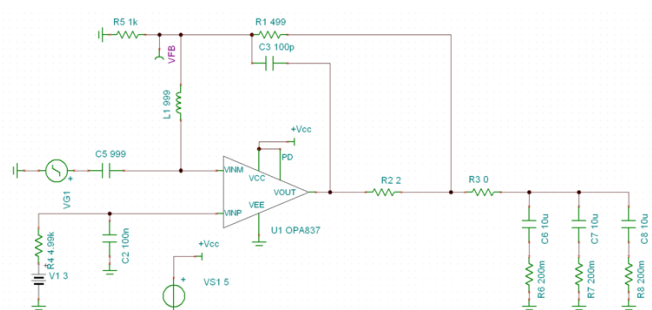 R5 1k
R1 499
VFB
C3 100p
L1 999
+Vcc
C5 999
PD
VINM
VCC
VG1
VOUT
R2 2
R3 0
VINP
VEE
U1 OPA837
C2 100n
R4 4.99k
V1 3
+Vcc
VS1 5
C6 10u
C7 10u
C8 10u
R6 200m
R7 200m
R8 200m